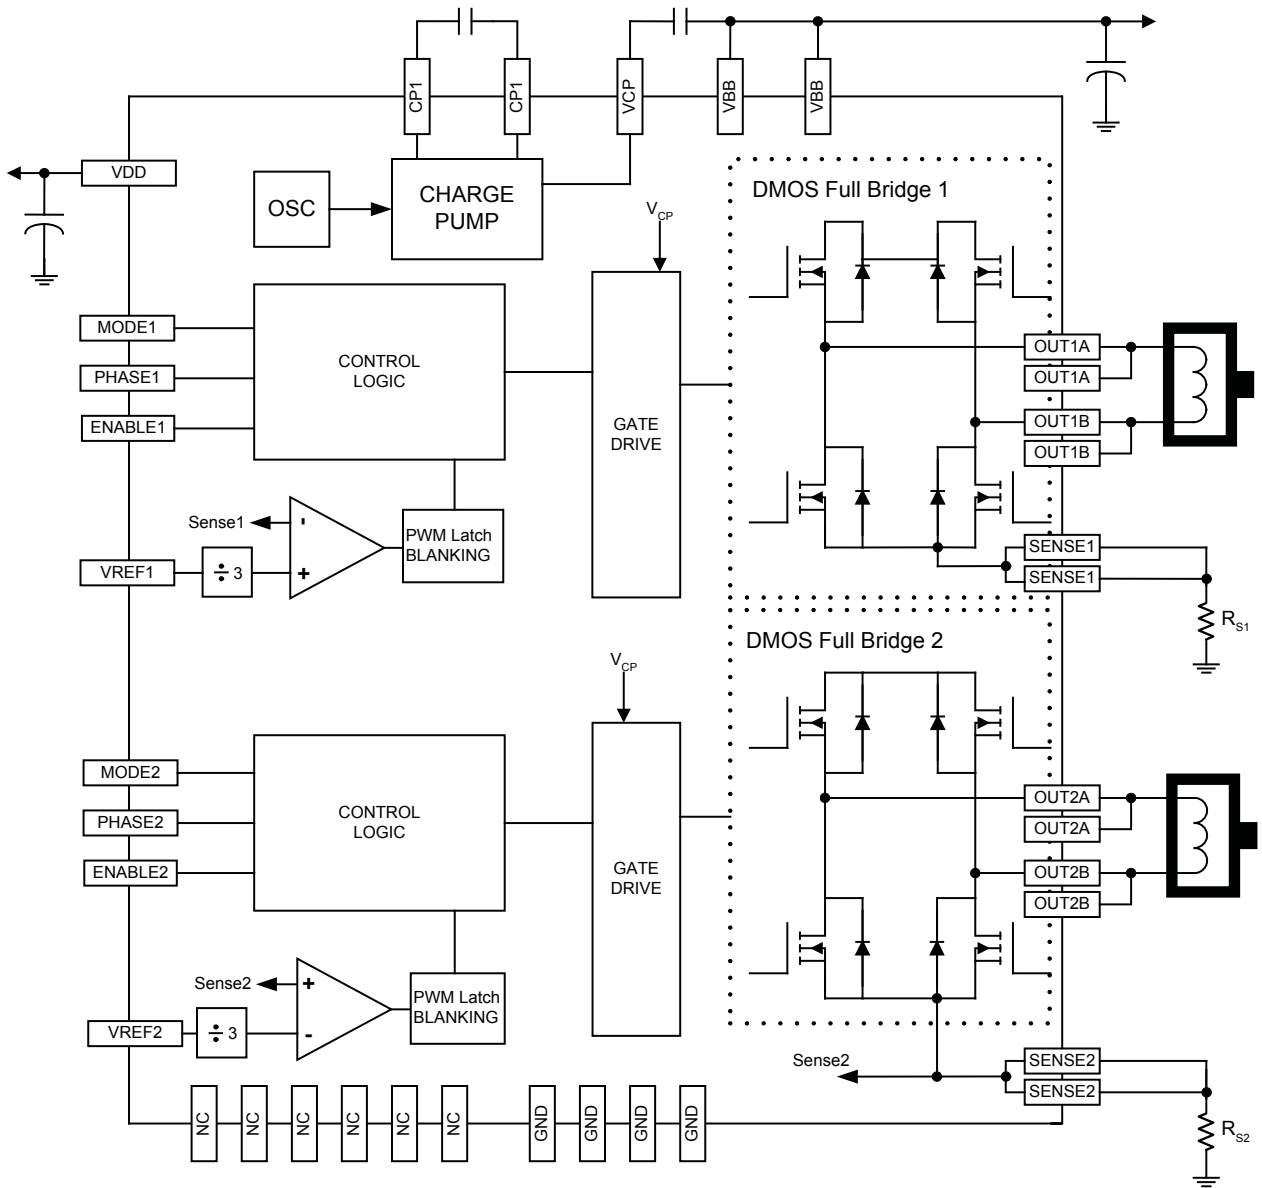 CP1
CP1
VCP
VBB
VBB
VDD
OSC
CHARGE
PUMP
VCP
DMOS Full Bridge 1
MODE1
PHASE1
ENABLE1
CONTROL
LOGIC
GATE
DRIVE
OUT1A
OUT1A
OUT1B
OUT1B
Sense1
-
+
PWM Latch
BLANKING
VREF1
÷ 3
SENSE1
SENSE1
RS1
DMOS Full Bridge 2
VCP
MODE2
PHASE2
ENABLE2
CONTROL
LOGIC
GATE
DRIVE
OUT2A
OUT2A
OUT2B
OUT2B
Sense2
+
-
PWM Latch
BLANKING
VREF2
÷ 3
Sense2
SENSE2
SENSE2
RS2
NC
NC
NC
NC
NC
NC
GND
GND
GND
GND